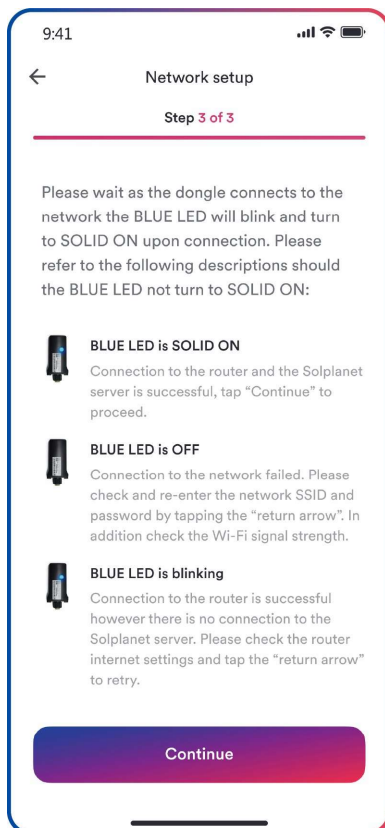 9:41
Network setup
Step 3 of 3
Please wait as the dongle connects to the
network the BLUE LED will blink and turn
to SOLID ON upon connection. Please
refer to the following descriptions should
the BLUE LED not turn to SOLID ON:
BLUE LED is SOLID ON
Connection to the router and the Solplanet
server is successful, tap “Continue” to
proceed.
BLUE LED is OFF
Connection to the network failed. Please
check and re-enter the network SSID and
password by tapping the “return arrow”. In
addition check the Wi-Fi signal strength.
BLUE LED is blinking
Connection to the router is successful
however there is no connection to the
Solplanet server. Please check the router
internet settings and tap the “return arrow”
to retry.
Continue